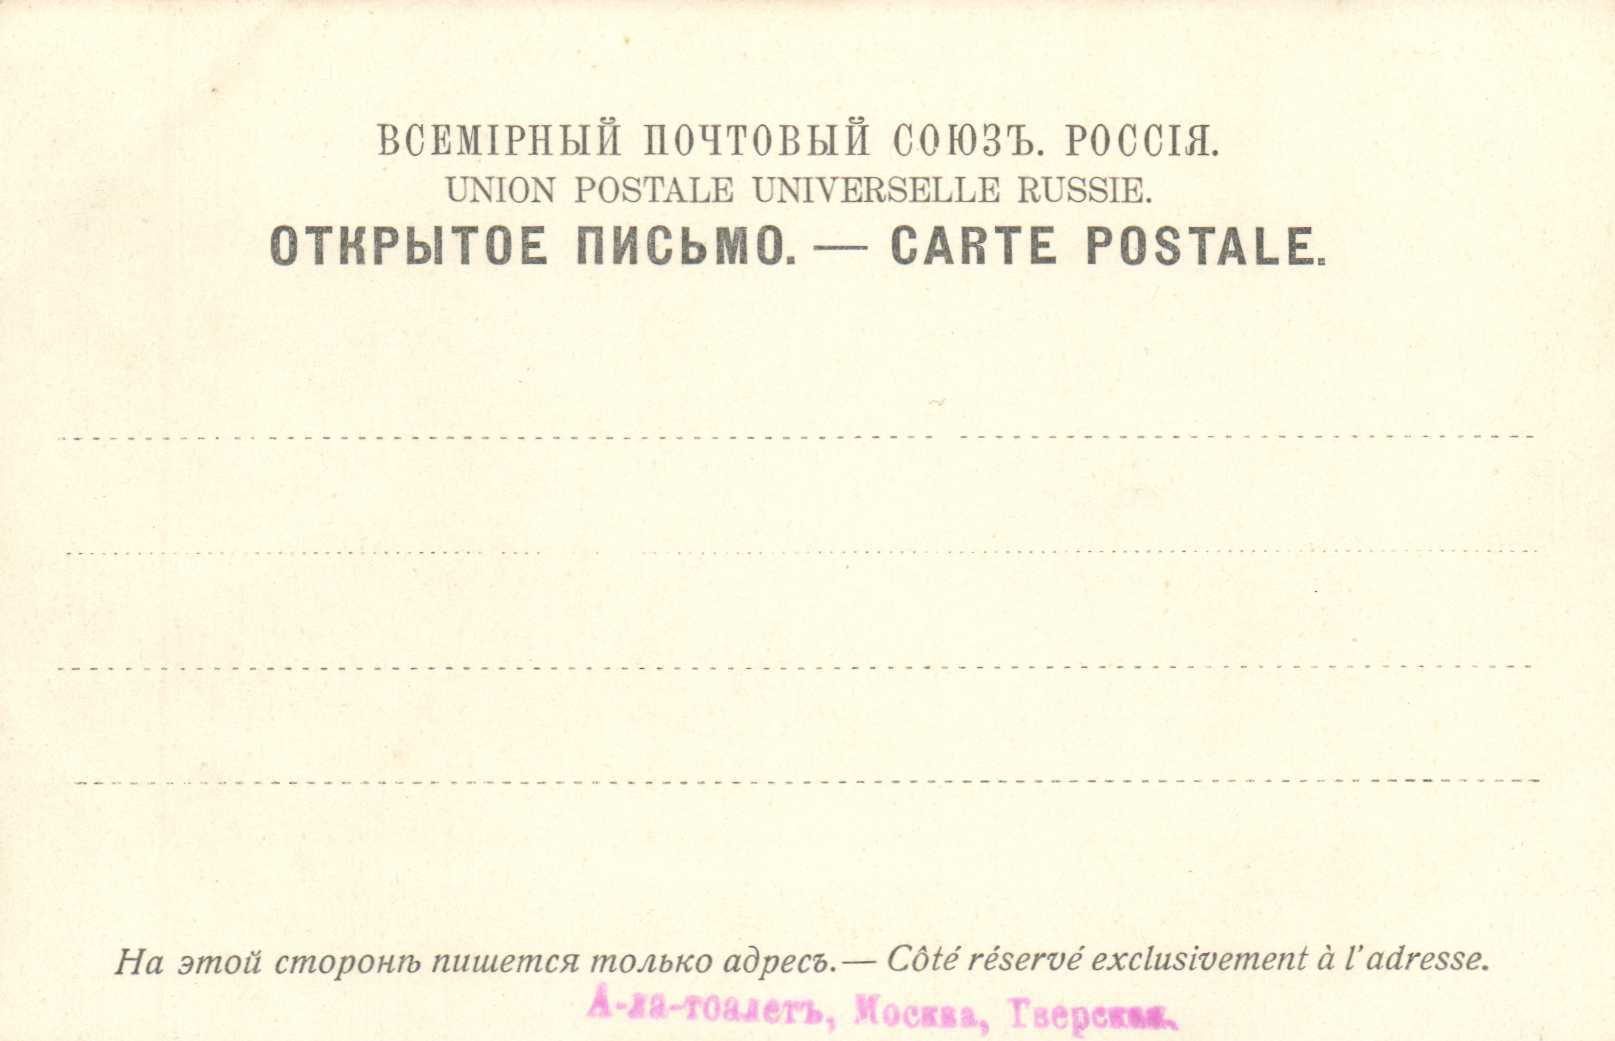 ВСЕМІРНЫЙ ПОЧТОВЫЙ СОЮЗЪ. РОССІЯ.
UNION POSTALE UNIVERSELLE RUSSIE.
ОТКРЫТОЕ ПИСЬМО. — CARTE POSTALE.
На этой сторонѣ пишется только адресъ.— Côté réservé exclusivement à l'adresse.
А-ла-тоалетъ, Москва, Тверская.